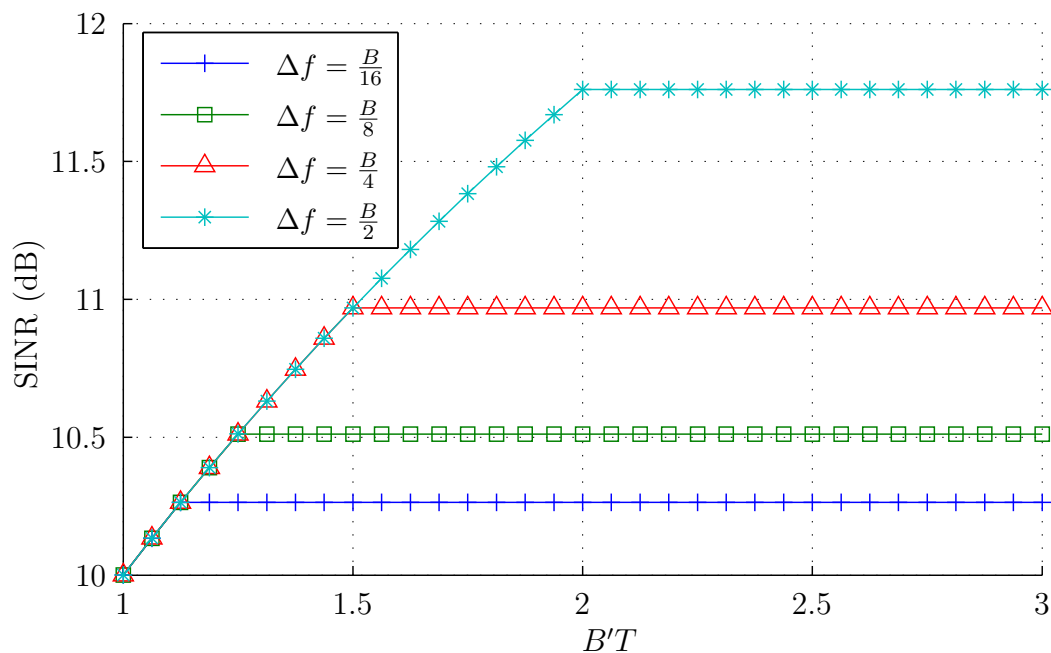 12
11.5
11
10.5
10
SINR (dB)
Δf = B/16
Δf = B/8
Δf = B/4
Δf = B/2
1 1.5 2 2.5 3
B′T